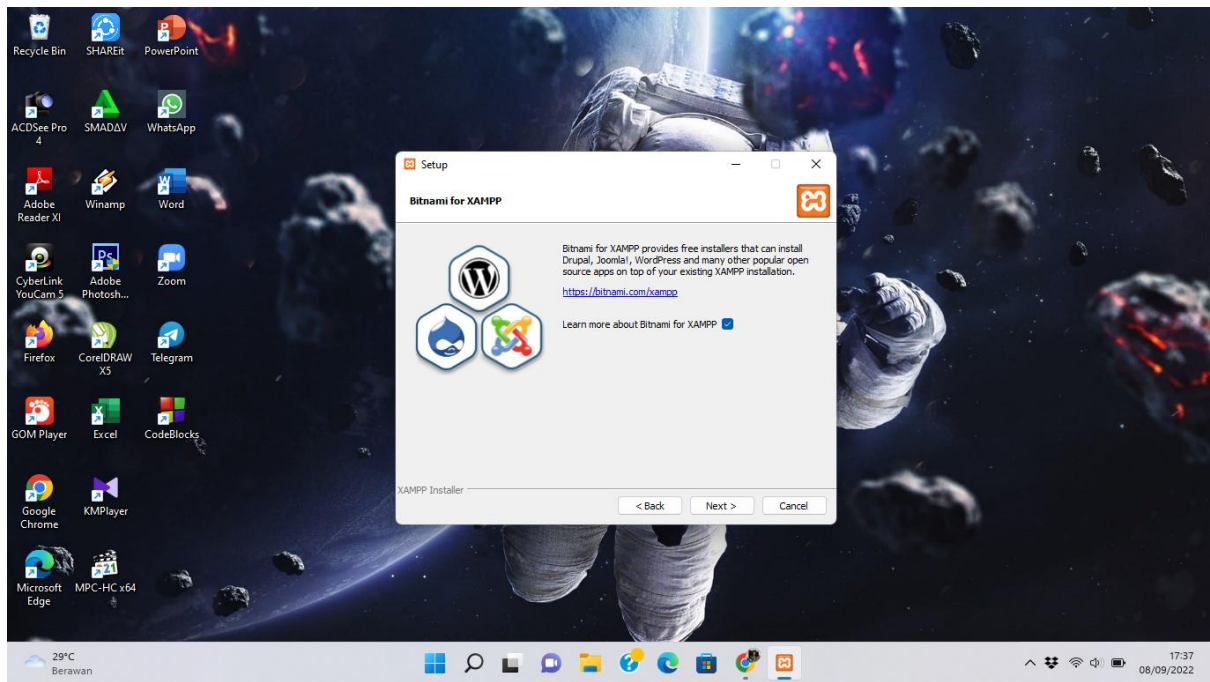 Recycle Bin
SHAREit
PowerPoint
ACDSee Pro
4
SMADΔV
WhatsApp
Adobe
Reader XI
Winamp
Word
CyberLink
YouCam 5
Adobe
Photosh...
Zoom
Firefox
CorelDRAW
X5
Telegram
GOM Player
Excel
CodeBlocks
Google
Chrome
KMPlayer
Microsoft
Edge
MPC-HC x64
Setup
Bitnami for XAMPP
Bitnami for XAMPP provides free installers that can install
Drupal, Joomla!, WordPress and many other popular open
source apps on top of your existing XAMPP installation.
https://bitnami.com/xampp
Learn more about Bitnami for XAMPP
XAMPP Installer
< Back
Next >
Cancel
29°C
Berawan
17:37
08/09/2022